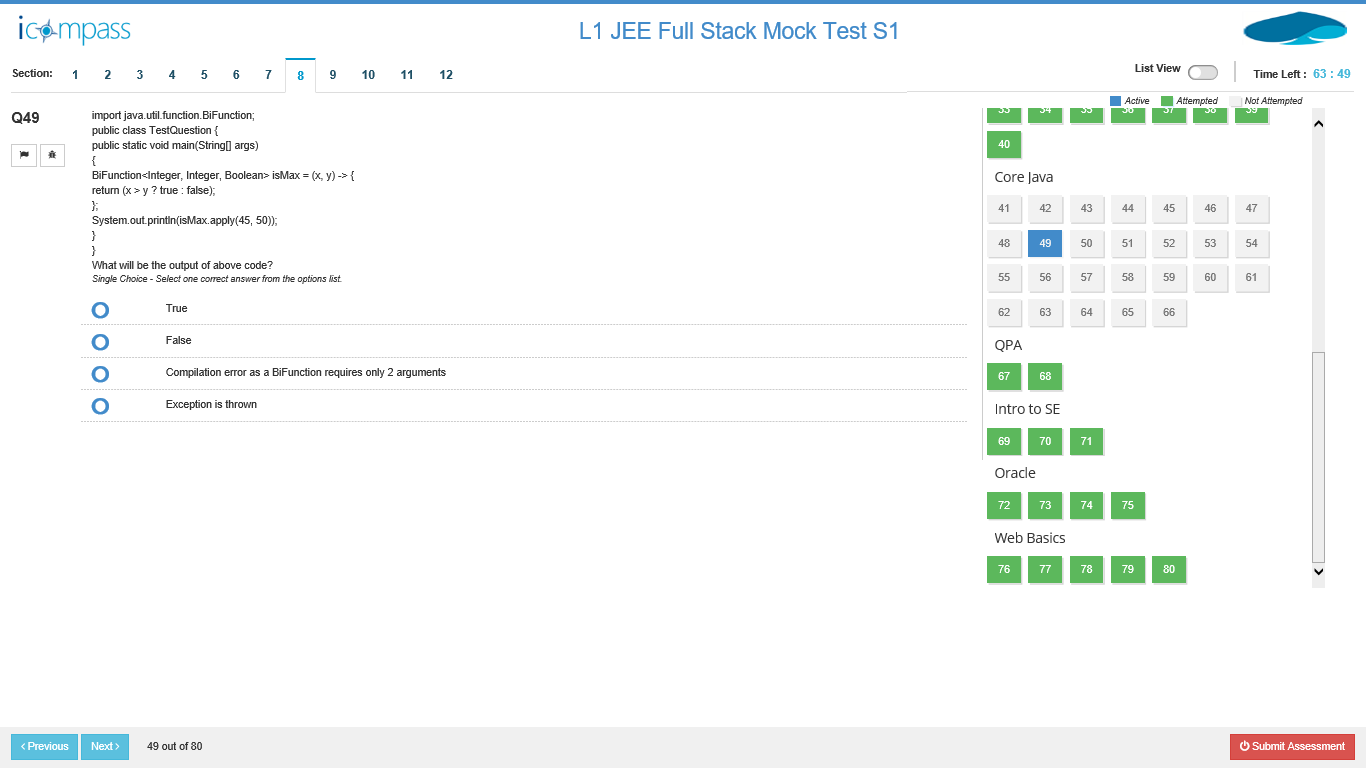 icompass
L1 JEE Full Stack Mock Test S1
Section: 1 2 3 4 5 6 7 8 9 10 11 12
List View
Time Left : 63 : 49
Active Attempted Not Attempted
Q49
import java.util.function.BiFunction;
public class TestQuestion {
public static void main(String[] args)
{
BiFunction<Integer, Integer, Boolean> isMax = (x, y) -> {
return (x > y ? true : false);
};
System.out.println(isMax.apply(45, 50));
}
}
What will be the output of above code?
Single Choice - Select one correct answer from the options list.
True
False
Compilation error as a BiFunction requires only 2 arguments
Exception is thrown
33 34 35 36 37 38 39
40
Core Java
41 42 43 44 45 46 47
48 49 50 51 52 53 54
55 56 57 58 59 60 61
62 63 64 65 66
QPA
67 68
Intro to SE
69 70 71
Oracle
72 73 74 75
Web Basics
76 77 78 79 80
Previous
Next
49 out of 80
Submit Assessment